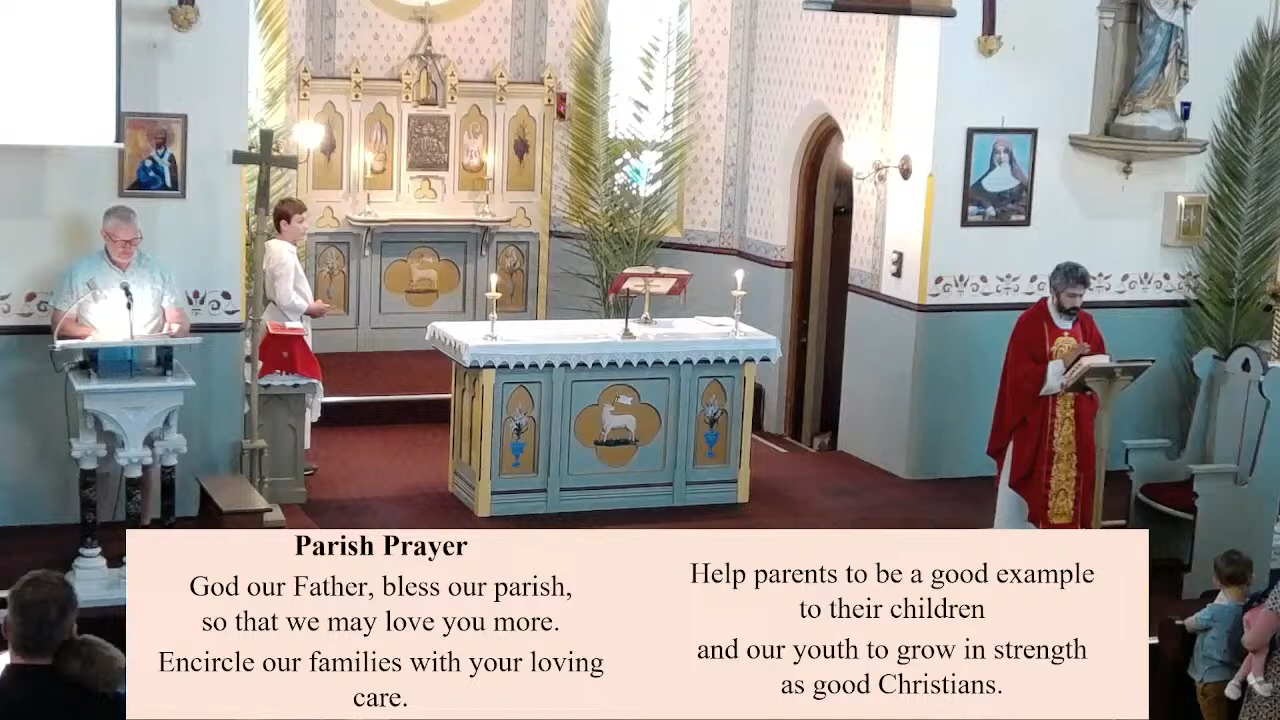 Parish Prayer
God our Father, bless our parish,
so that we may love you more.
Encircle our families with your loving
care.
Help parents to be a good example
to their children
and our youth to grow in strength
as good Christians.